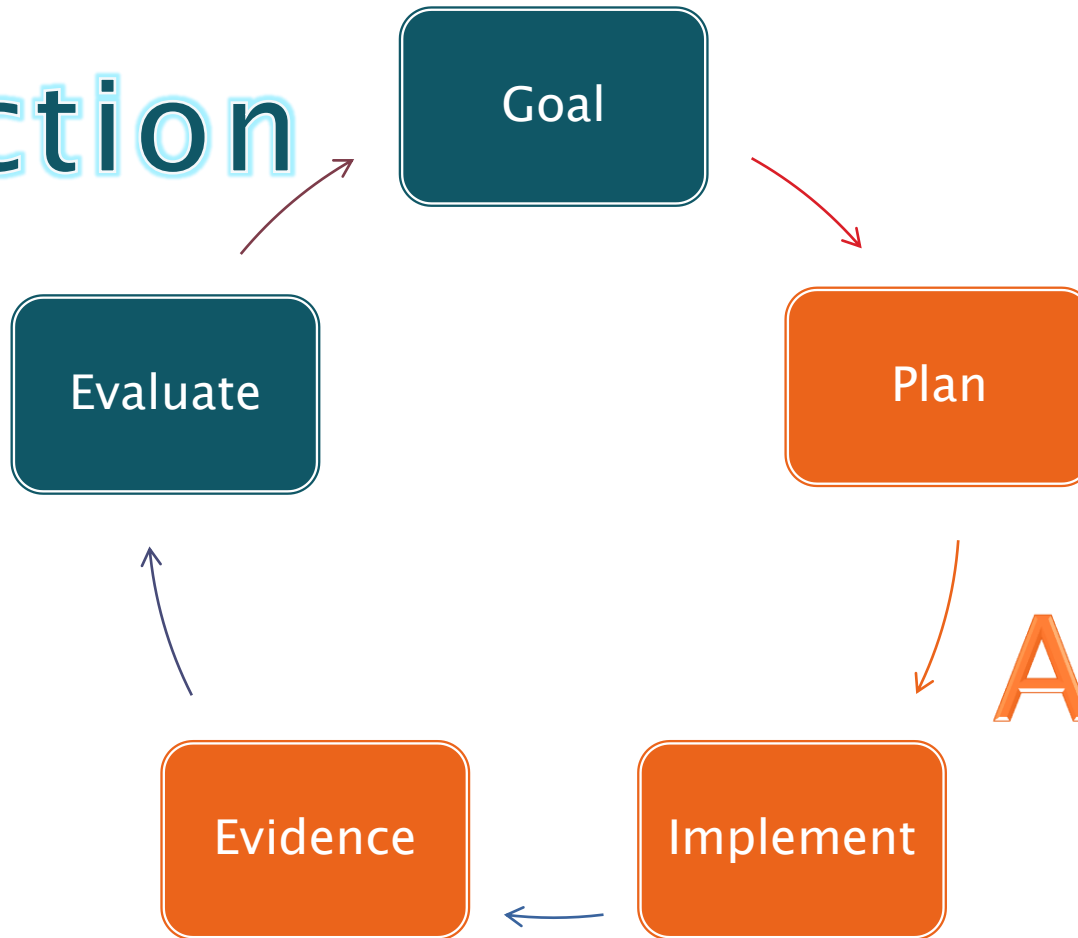 ction
Goal
Plan
Implement
Evidence
Evaluate
A